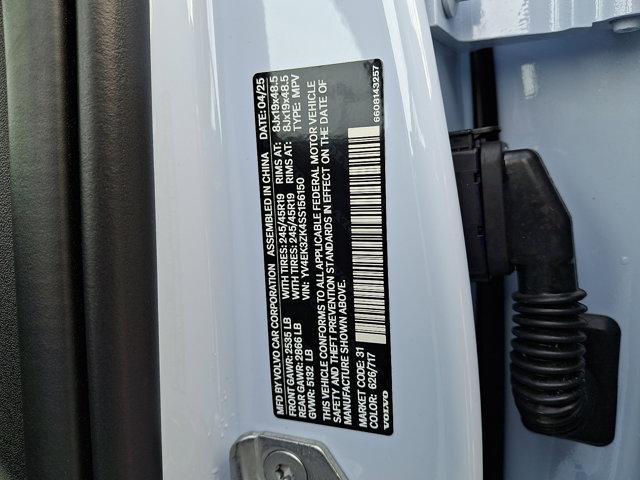 MFD BY VOLVO CAR CORPORATION ASSEMBLED IN CHINA DATE: 04/25
FRONT GAWR: 2535 LB WITH TIRES: 245/45R19 RIMS AT: 8Jx19x48.5
REAR GAWR: 2866 LB WITH TIRES: 245/45R19 RIMS AT: 8Jx19x48.5
GVWR: 5132 LB VIN: YV4EK3ZK4SS156150 TYPE: MPV
THIS VEHICLE CONFORMS TO ALL APPLICABLE FEDERAL MOTOR VEHICLE
SAFETY AND THEFT PREVENTION STANDARDS IN EFFECT ON THE DATE OF
MANUFACTURE SHOWN ABOVE.
MARKET CODE: 31
COLOR: 626/717
VOLVO
6608143257